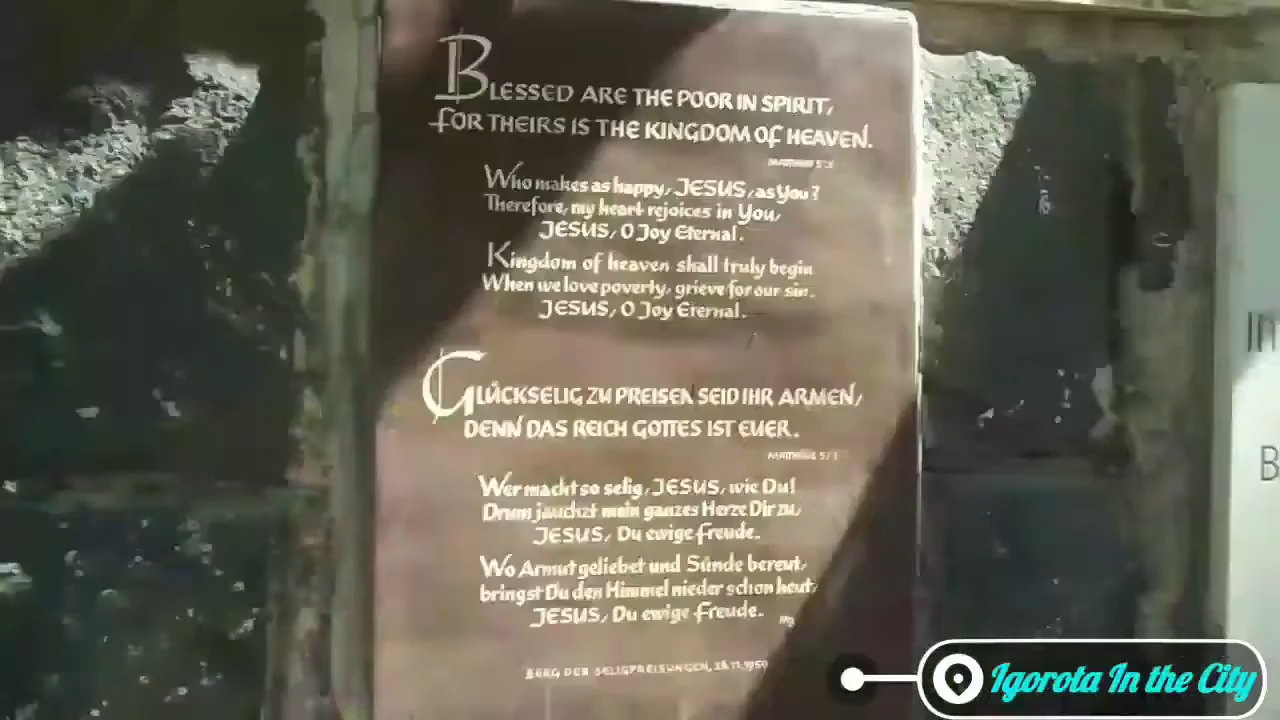 BLESSED ARE THE POOR IN SPIRIT,
FOR THEIRS IS THE KINGDOM OF HEAVEN.
MATTHEW 5:3
Who makes as happy, JESUS, as You?
Therefore, my heart rejoices in You,
JESUS, O Joy Eternal.
Kingdom of heaven shall truly begin
When we love poverty, grieve for our sin.
JESUS, O Joy Eternal.
GLÜCKSELIG ZU PREISEN SEID IHR ARMEN,
DENN DAS REICH GOTTES IST EUER.
MATTHÄUS 5/3
Wer macht so selig, JESUS, wie Du!
Drum jauchzt mein ganzes Herze Dir zu,
JESUS, Du ewige Freude.
Wo Armut geliebet und Sünde bereut,
bringst Du den Himmel nieder schon heut,
JESUS, Du ewige Freude.
BERG DER SELIGPREISUNGEN, 28.11.1959
In
B
Igorota In the City